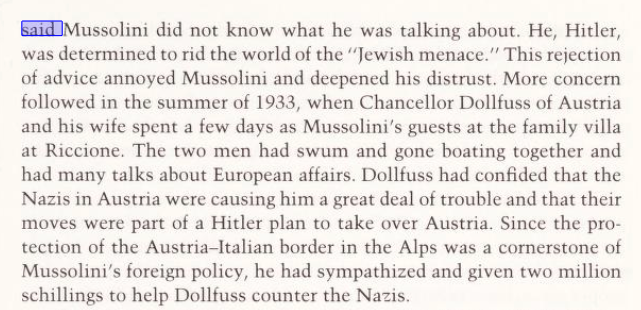 said Mussolini did not know what he was talking about. He, Hitler,
was determined to rid the world of the "Jewish menace." This rejection
of advice annoyed Mussolini and deepened his distrust. More concern
followed in the summer of 1933, when Chancellor Dollfuss of Austria
and his wife spent a few days as Mussolini's guests at the family villa
at Riccione. The two men had swum and gone boating together and
had many talks about European affairs. Dollfuss had confided that the
Nazis in Austria were causing him a great deal of trouble and that their
moves were part of a Hitler plan to take over Austria. Since the pro-
tection of the Austria–Italian border in the Alps was a cornerstone of
Mussolini's foreign policy, he had sympathized and given two million
schillings to help Dollfuss counter the Nazis.